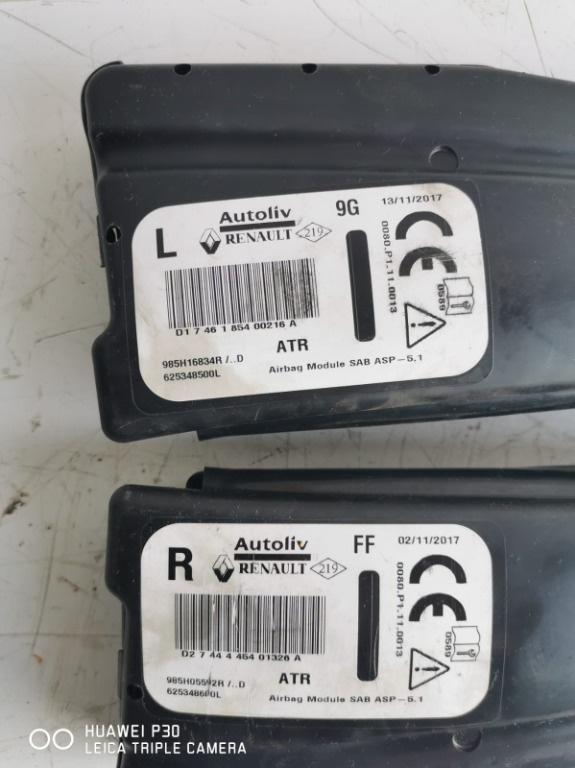 L
Autoliv
RENAULT
219
9G
13/11/2017
0080.P1.11.0013
CE
0589
D1 7 46 1 854 00216 A
985H16834R /..D
625348500L
ATR
Airbag Module SAB ASP-5.1
R
Autoliv
RENAULT
219
FF
02/11/2017
0080.P1.11.0013
CE
0589
D2 7 44 4 454 01326 A
985H05592R /..D
ATR
Airbag Module SAB ASP-5.1
HUAWEI P30
LEICA TRIPLE CAMERA